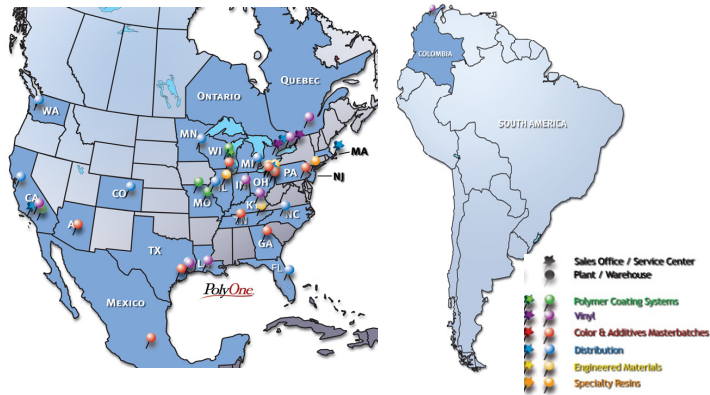 COLOMBIA
QUEBEC
ONTARIO
SOUTH AMERICA
WA
MN
WI
MI
MA
PA
NJ
IN
OH
CA
CO
IL
MO
KY
NC
TN
GA
TX
FL
MEXICO
PolyOne
Sales Office / Service Center
Plant / Warehouse
Polymer Coating Systems
Vinyl
Color & Additives Masterbatches
Distribution
Engineered Materials
Specialty Resins